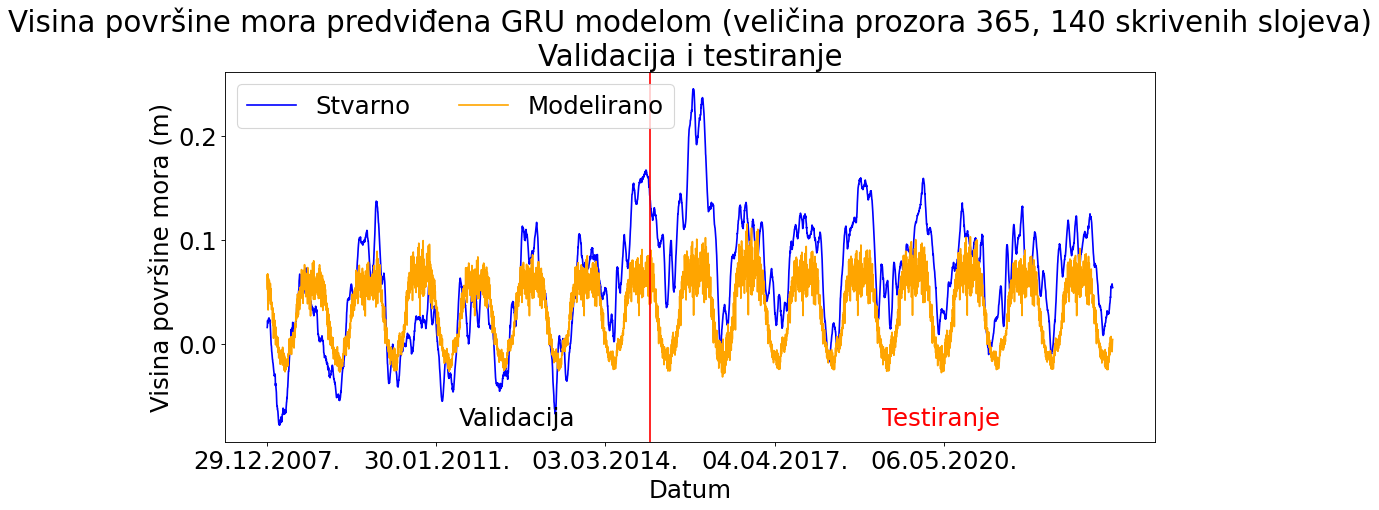 Visina površine mora predviđena GRU modelom (veličina prozora 365, 140 skrivenih slojeva)
Validacija i testiranje
Stvarno
Modelirano
Visina površine mora (m)
0.2
0.1
0.0
Validacija
Testiranje
29.12.2007.
30.01.2011.
03.03.2014.
04.04.2017.
06.05.2020.
Datum